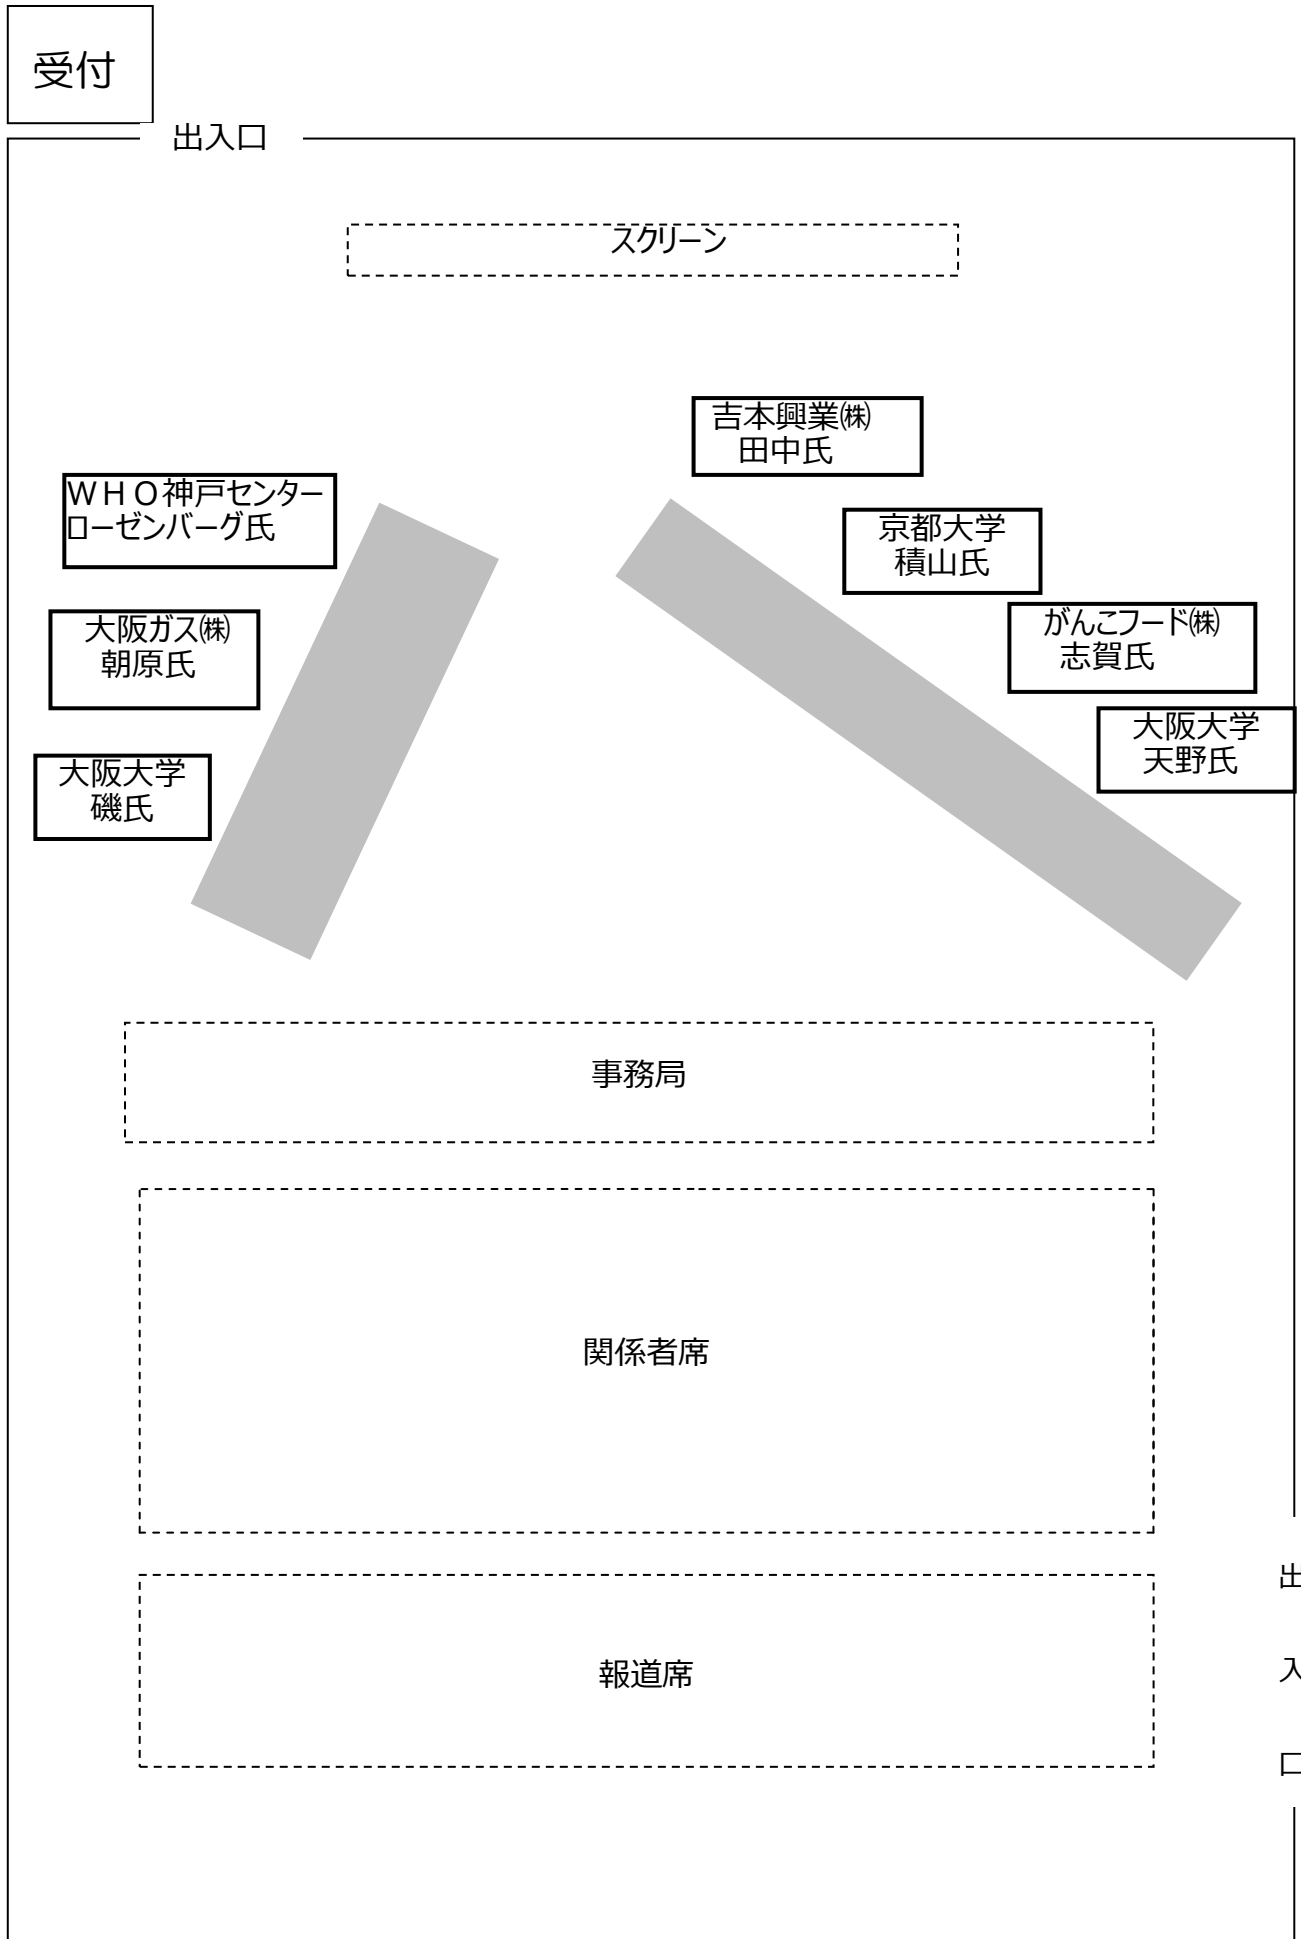 受付
出入口
スクリーン
吉本興業㈱
田中氏
WHO神戸センター
ローゼンバーグ氏
京都大学
積山氏
がんこフード㈱
志賀氏
大阪ガス㈱
朝原氏
大阪大学
天野氏
大阪大学
磯氏
事務局
関係者席
出
入
口
報道席